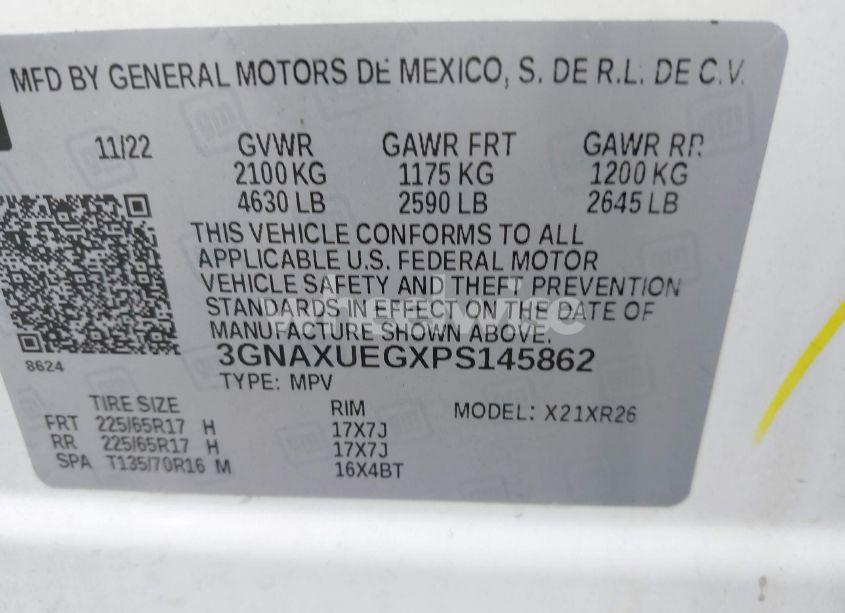 MFD BY GENERAL MOTORS DE MEXICO, S. DE R.L. DE C.V.
11/22 GVWR GAWR FRT GAWR RR
2100 KG 1175 KG 1200 KG
4630 LB 2590 LB 2645 LB
THIS VEHICLE CONFORMS TO ALL
APPLICABLE U.S. FEDERAL MOTOR
VEHICLE SAFETY AND THEFT PREVENTION
STANDARDS IN EFFECT ON THE DATE OF
MANUFACTURE SHOWN ABOVE.
8624
3GNAXUEGXPS145862
TYPE: MPV
TIRE SIZE RIM MODEL: X21XR26
FRT 225/65R17 H 17X7J
RR 225/65R17 H 17X7J
SPA T135/70R16 M 16X4BT